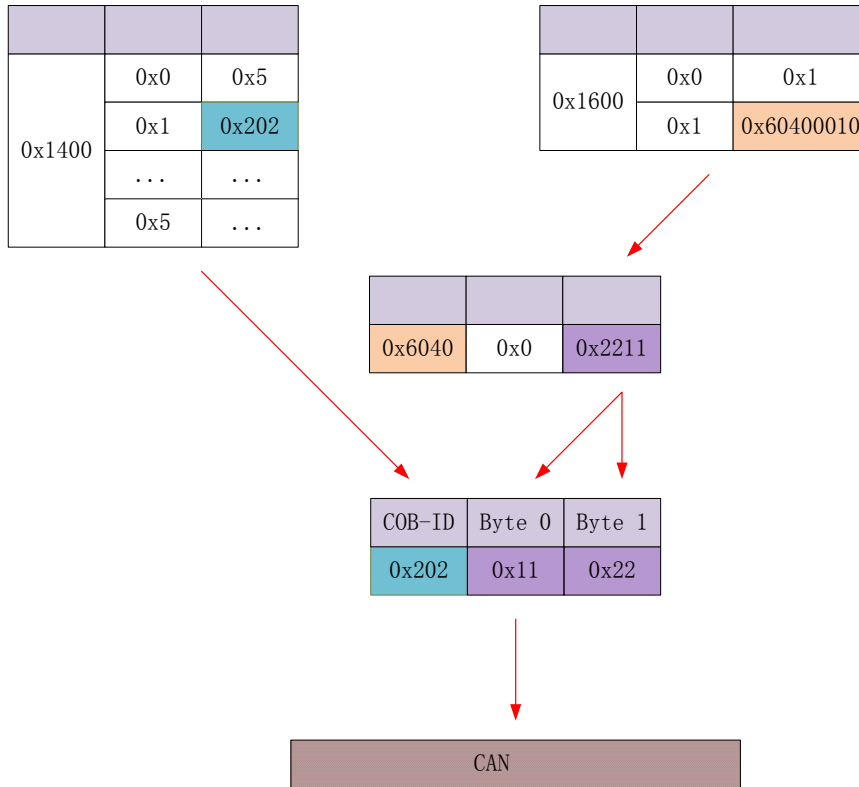 0x1400
0x0 0x5
0x1 0x202
... ...
0x5 ...
0x1600
0x0 0x1
0x1 0x60400010
0x6040 0x0 0x2211
COB-ID Byte 0 Byte 1
0x202 0x11 0x22
CAN